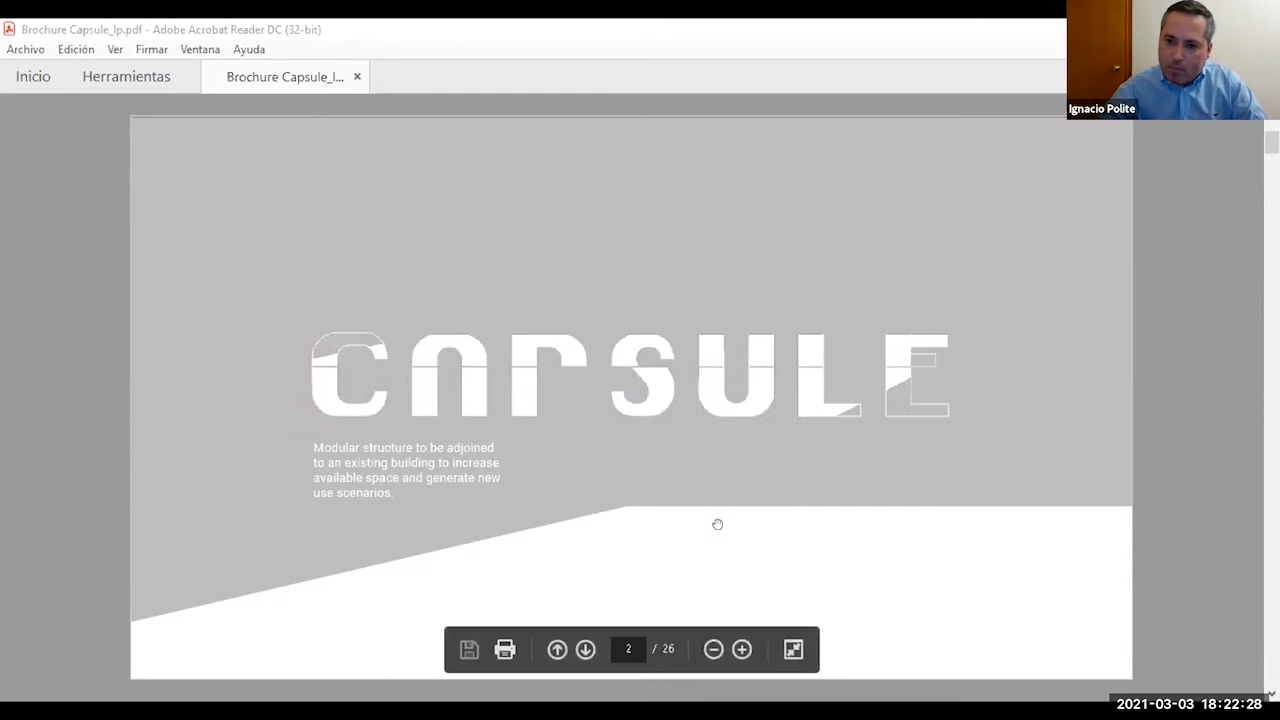 Brochure Capsule_Ip.pdf - Adobe Acrobat Reader DC (32-bit)
Archivo Edición Ver Firmar Ventana Ayuda
Inicio Herramientas Brochure Capsule_I... ×
Ignacio Polite
CAPSULE
Modular structure to be adjoined
to an existing building to increase
available space and generate new
use scenarios.
2 / 26
2021-03-03 18:22:28